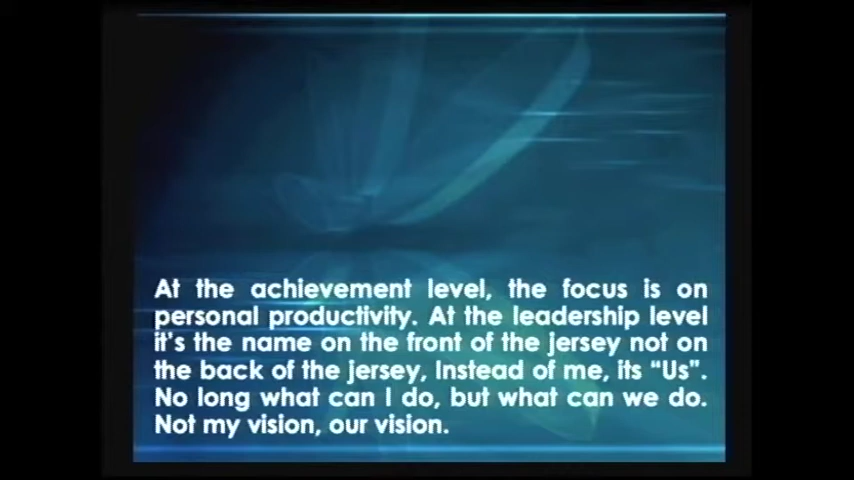 At the achievement level, the focus is on
personal productivity. At the leadership level
it's the name on the front of the jersey not on
the back of the jersey, Instead of me, its “Us”.
No long what can I do, but what can we do.
Not my vision, our vision.